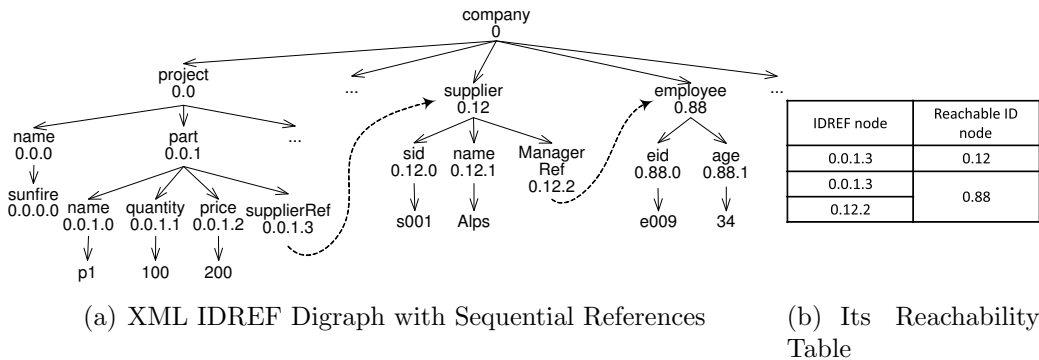 company
0
project
0.0
...
supplier
0.12
employee
0.88
...
name
0.0.0
part
0.0.1
...
sid
0.12.0
name
0.12.1
Manager
Ref
0.12.2
eid
0.88.0
age
0.88.1
sunfire
0.0.0.0
name
0.0.1.0
quantity
0.0.1.1
price
0.0.1.2
supplierRef
0.0.1.3
s001
Alps
e009
34
p1
100
200
IDREF node
Reachable ID
node
0.0.1.3
0.12
0.0.1.3
0.88
0.12.2
(a) XML IDREF Digraph with Sequential References
(b) Its Reachability
Table